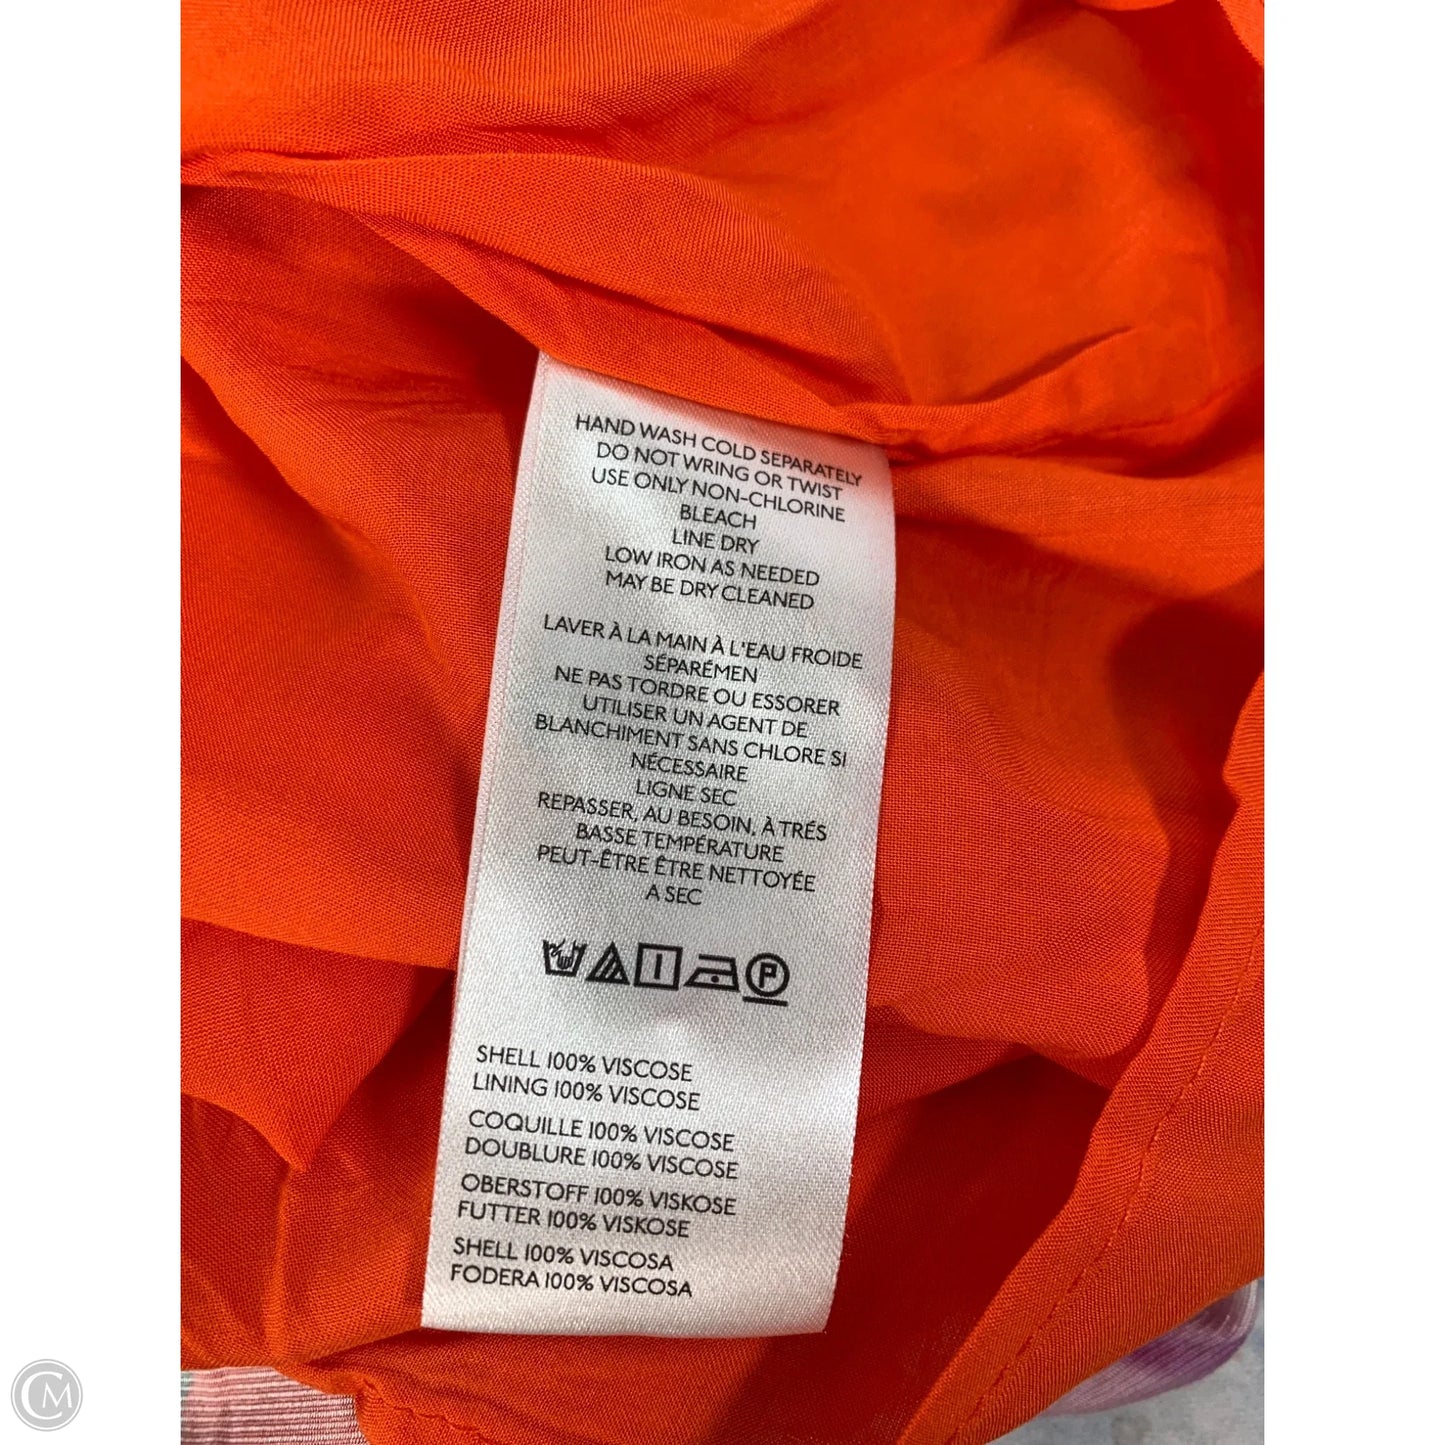 HAND WASH COLD SEPARATELY
DO NOT WRING OR TWIST
USE ONLY NON-CHLORINE
BLEACH
LINE DRY
LOW IRON AS NEEDED
MAY BE DRY CLEANED
LAVER À LA MAIN À L'EAU FROIDE
SÉPARÉMEN
NE PAS TORDRE OU ESSORER
UTILISER UN AGENT DE
BLANCHIMENT SANS CHLORE SI
NÉCESSAIRE
LIGNE SEC
REPASSER, AU BESOIN, À TRÉS
BASSE TEMPÉRATURE
PEUT-ÊTRE ÊTRE NETTOYÉE
A SEC
P
SHELL 100% VISCOSE
LINING 100% VISCOSE
COQUILLE 100% VISCOSE
DOUBLURE 100% VISCOSE
OBERSTOFF 100% VISKOSE
FUTTER 100% VISKOSE
SHELL 100% VISCOSA
FODERA 100% VISCOSA
CM